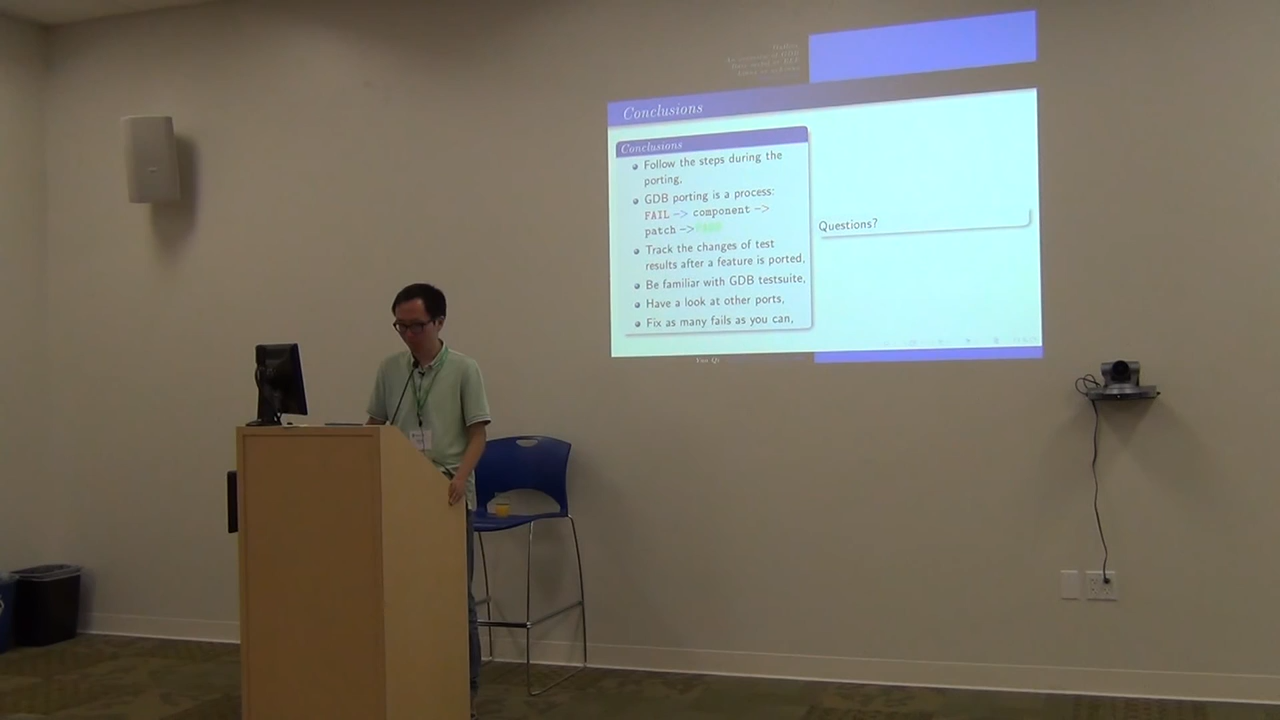 Conclusions
Conclusions
Follow the steps during the
porting,
GDB porting is a process:
FAIL -> component ->
patch ->
Track the changes of test
results after a feature is ported,
Be familiar with GDB testsuite,
Have a look at other ports,
Fix as many fails as you can,
Questions?
Yao Qi